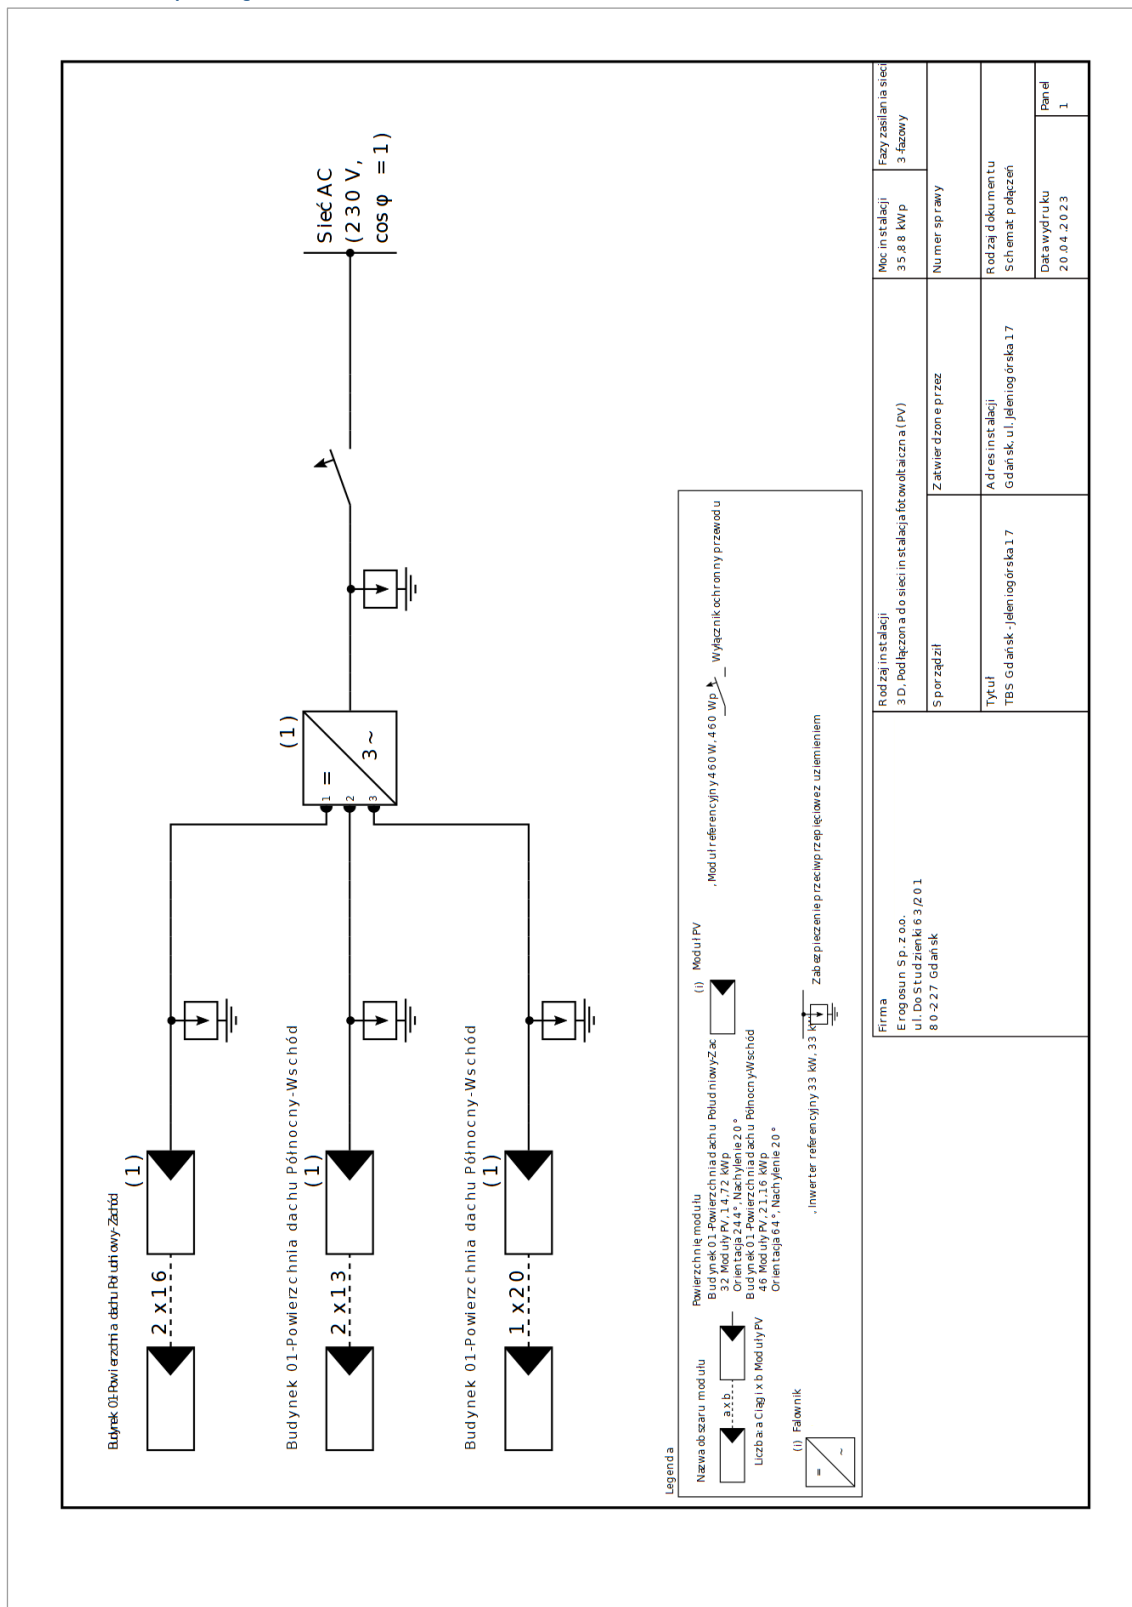 Sieć AC
(230 V,
cos φ = 1)
(1)
=
3~
1
2
3
Budynek 01-Powierzchnia dachu Południowy-Zachód
(1)
2 x16
Budynek 01-Powierzchnia dachu Północny-Wschód
(1)
2 x13
Budynek 01-Powierzchnia dachu Północny-Wschód
(1)
1 x20
Legenda
Nazwa obszaru modułu
a x b
Liczba: a Ciągi x b Moduły PV
Powierzchnię modułu
Budynek 01-Powierzchnia dachu Południowy-Zac
32 Moduły PV, 14,72 kWp
Orientacja 244°, Nachylenie 20°
Budynek 01-Powierzchnia dachu Północny-Wschód
46 Moduły PV, 21,16 kWp
Orientacja 64°, Nachylenie 20°
(i) Moduł PV
, Moduł referencyjny 460 W, 460 Wp
Wyłącznik ochronny przewodu
(i) Falownik
=
~
, Inwerter referencyjny 33 kW, 33 k
Zabezpieczenie przeciwprzepięciowe z uziemieniem
Firma
Erogosun Sp. z o.o.
ul. Do Studzienki 63/201
80-227 Gdańsk
Rodzaj instalacji
3D, Podłączona do sieci instalacja fotowoltaiczna (PV)
Moc instalacji
35,88 kWp
Fazy zasilania sieci
3-fazowy
Sporządził
Zatwierdzone przez
Numer sprawy
Tytuł
TBS Gdańsk - Jeleniogórska 17
Adres instalacji
Gdańsk, ul. Jeleniogórska 17
Rodzaj dokumentu
Schemat połączeń
Data wydruku
20.04.2023
Panel
1